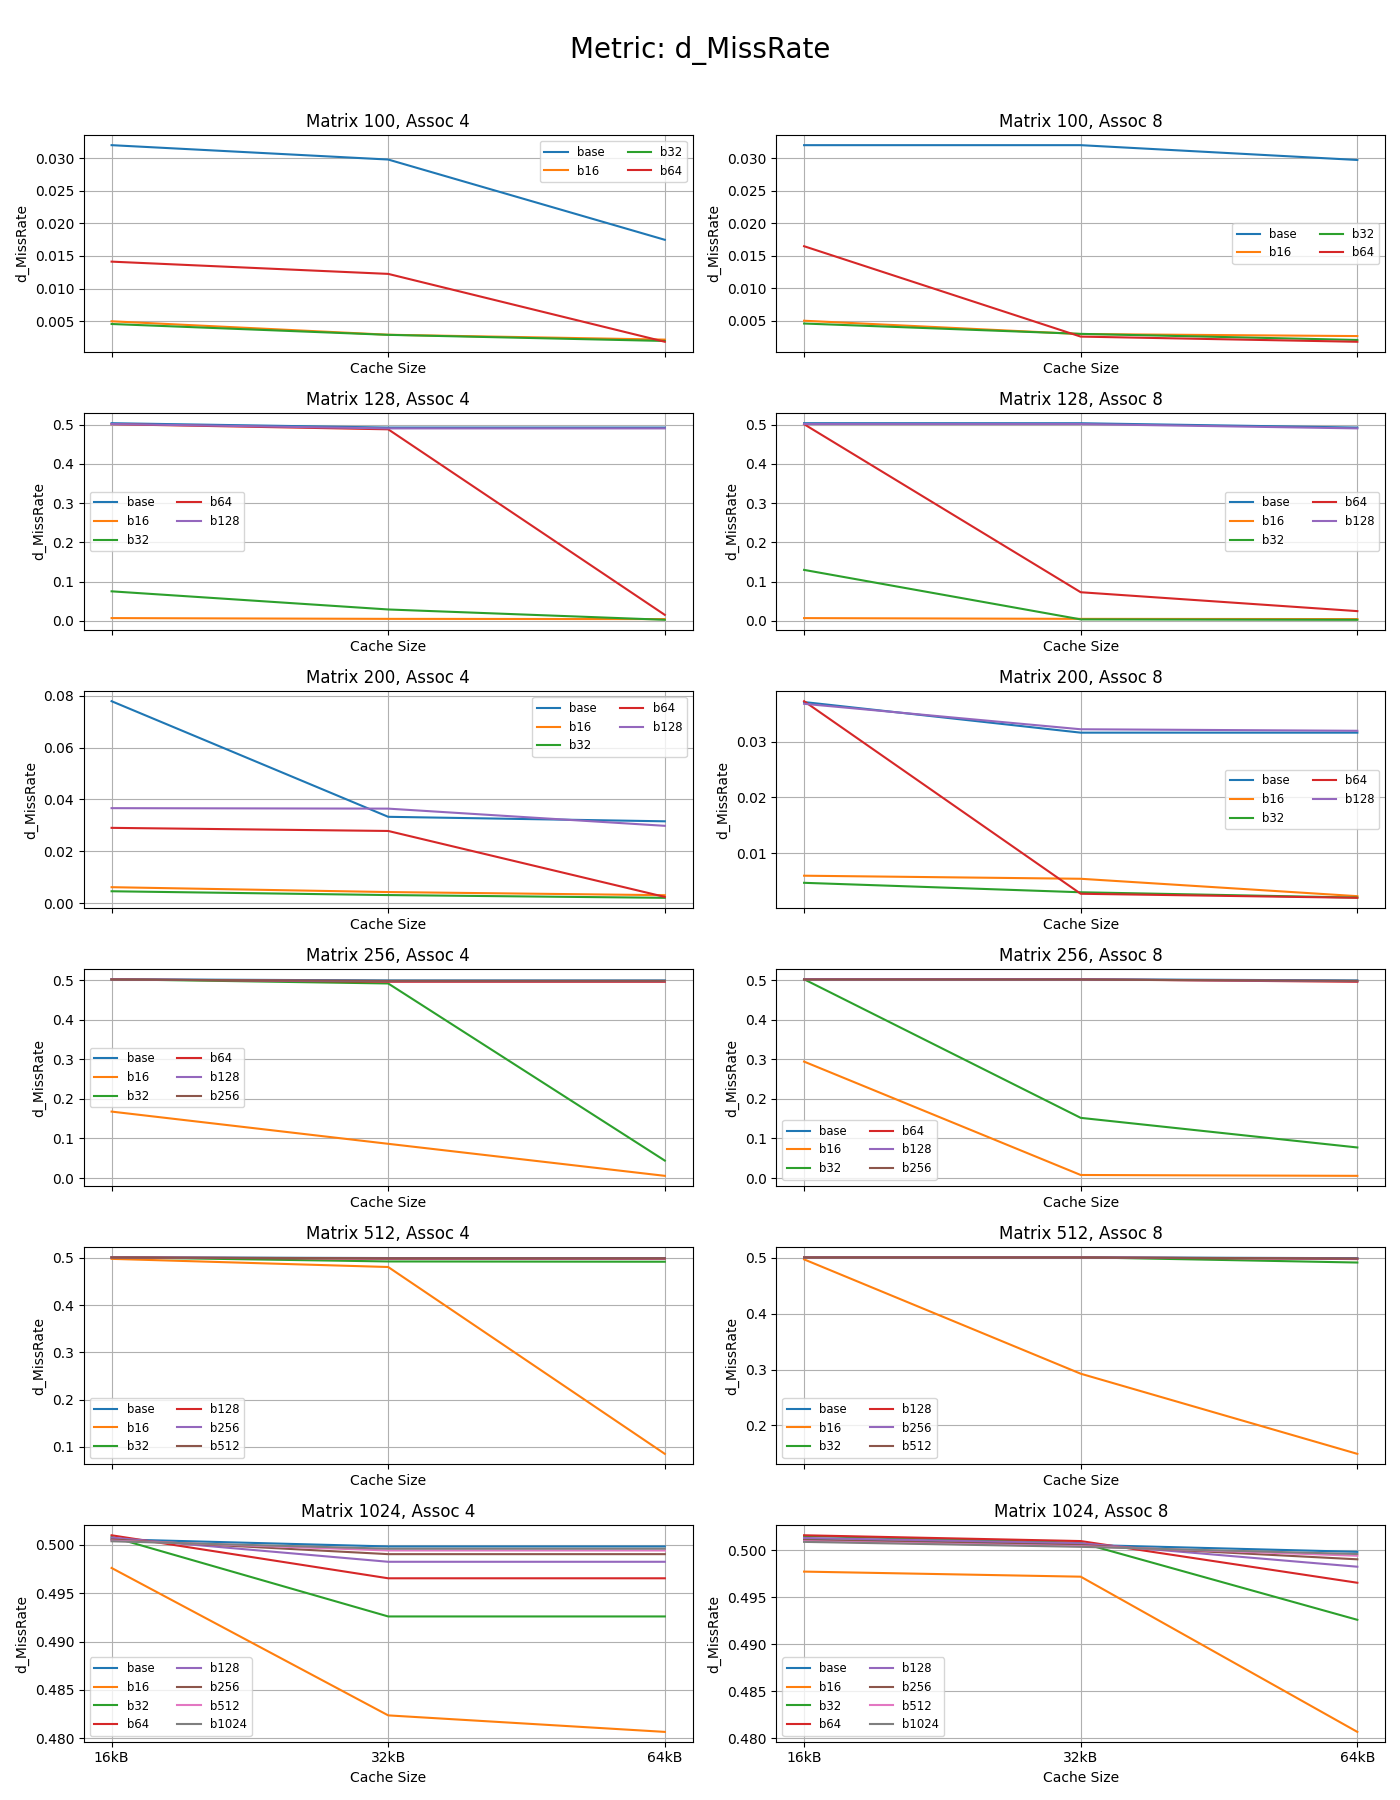 Metric: d_MissRate
Matrix 100, Assoc 4
0.030
0.025
0.020
0.015
0.010
0.005
d_MissRate
base b32
b16 b64
Cache Size
Matrix 100, Assoc 8
0.030
0.025
0.020
0.015
0.010
0.005
d_MissRate
base b32
b16 b64
Cache Size
Matrix 128, Assoc 4
0.5
0.4
0.3
0.2
0.1
0.0
d_MissRate
base b64
b16 b128
b32
Cache Size
Matrix 128, Assoc 8
0.5
0.4
0.3
0.2
0.1
0.0
d_MissRate
base b64
b16 b128
b32
Cache Size
Matrix 200, Assoc 4
0.08
0.06
0.04
0.02
0.00
d_MissRate
base b64
b16 b128
b32
Cache Size
Matrix 200, Assoc 8
0.03
0.02
0.01
d_MissRate
base b64
b16 b128
b32
Cache Size
Matrix 256, Assoc 4
0.5
0.4
0.3
0.2
0.1
0.0
d_MissRate
base b64
b16 b128
b32 b256
Cache Size
Matrix 256, Assoc 8
0.5
0.4
0.3
0.2
0.1
0.0
d_MissRate
base b64
b16 b128
b32 b256
Cache Size
Matrix 512, Assoc 4
0.5
0.4
0.3
0.2
0.1
d_MissRate
base b128
b16 b256
b32 b512
Cache Size
Matrix 512, Assoc 8
0.5
0.4
0.3
0.2
d_MissRate
base b128
b16 b256
b32 b512
Cache Size
Matrix 1024, Assoc 4
0.500
0.495
0.490
0.485
0.480
d_MissRate
base b128
b16 b256
b32 b512
b64 b1024
16kB 32kB 64kB
Cache Size
Matrix 1024, Assoc 8
0.500
0.495
0.490
0.485
0.480
d_MissRate
base b128
b16 b256
b32 b512
b64 b1024
16kB 32kB 64kB
Cache Size